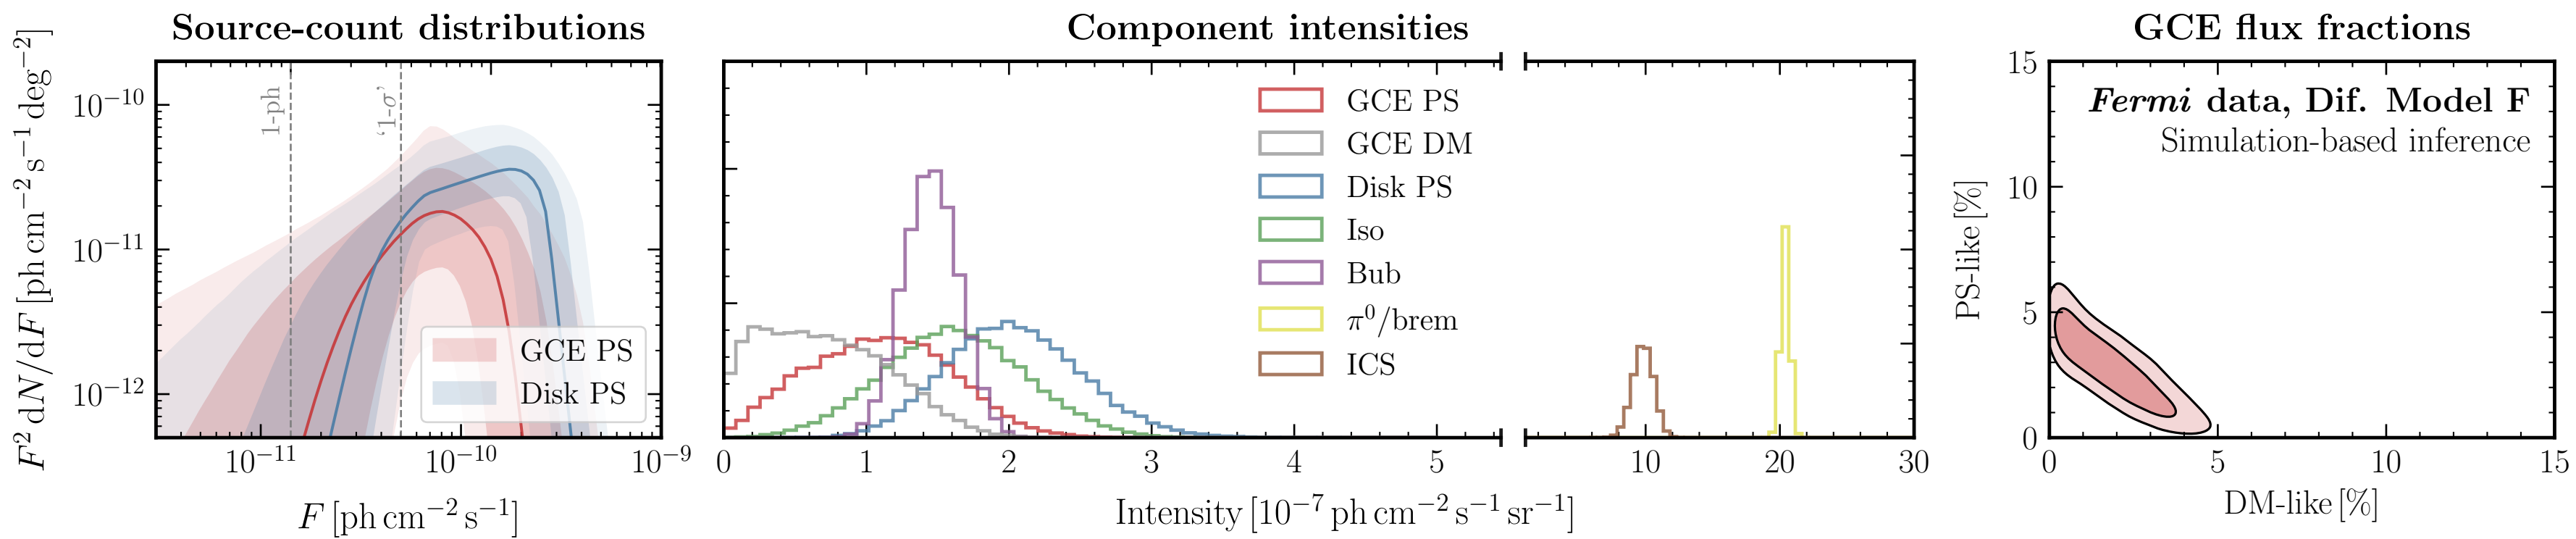 Source-count distributions
F² dN/dF [ph cm⁻² s⁻¹ deg⁻²]
10⁻¹⁰
10⁻¹¹
10⁻¹²
1-ph
‘1-σ’
GCE PS
Disk PS
10⁻¹¹ 10⁻¹⁰ 10⁻⁹
F [ph cm⁻² s⁻¹]
Component intensities
GCE PS
GCE DM
Disk PS
Iso
Bub
π⁰/brem
ICS
0 1 2 3 4 5 10 20 30
Intensity [10⁻⁷ ph cm⁻² s⁻¹ sr⁻¹]
GCE flux fractions
Fermi data, Dif. Model F
Simulation-based inference
PS-like [%]
15
10
5
0
0 5 10 15
DM-like [%]